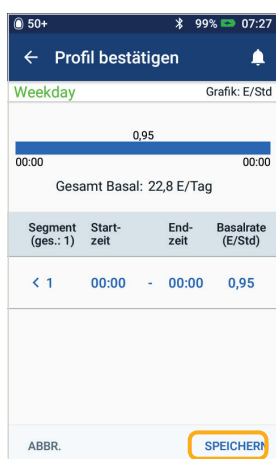 50+ 99% 07:27
← Profil bestätigen
Weekday Grafik: E/Std
0,95
00:00 00:00
Gesamt Basal: 22,8 E/Tag
Segment Start- End- Basalrate
(ges.: 1) zeit zeit (E/Std)
< 1 00:00 - 00:00 0,95
ABBR. SPEICHERN